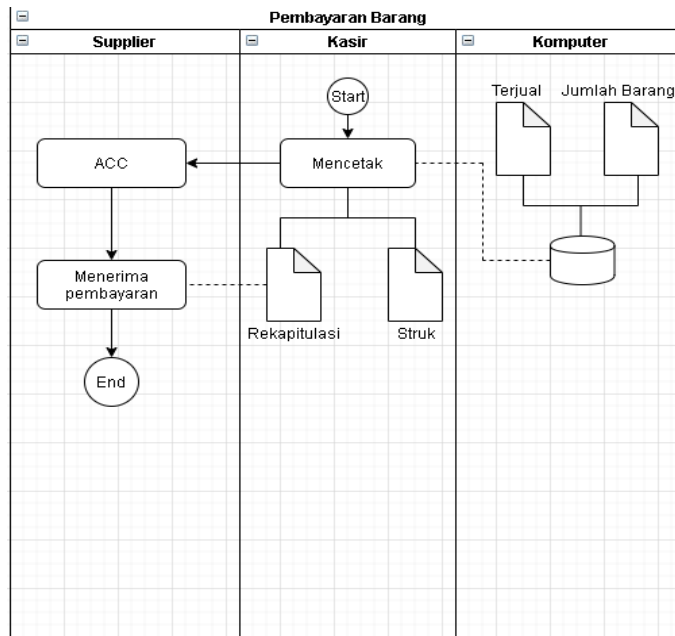 Pembayaran Barang
Supplier
Kasir
Komputer
Start
Terjual
Jumlah Barang
ACC
Mencetak
Menerima
pembayaran
Rekapitulasi
Struk
End